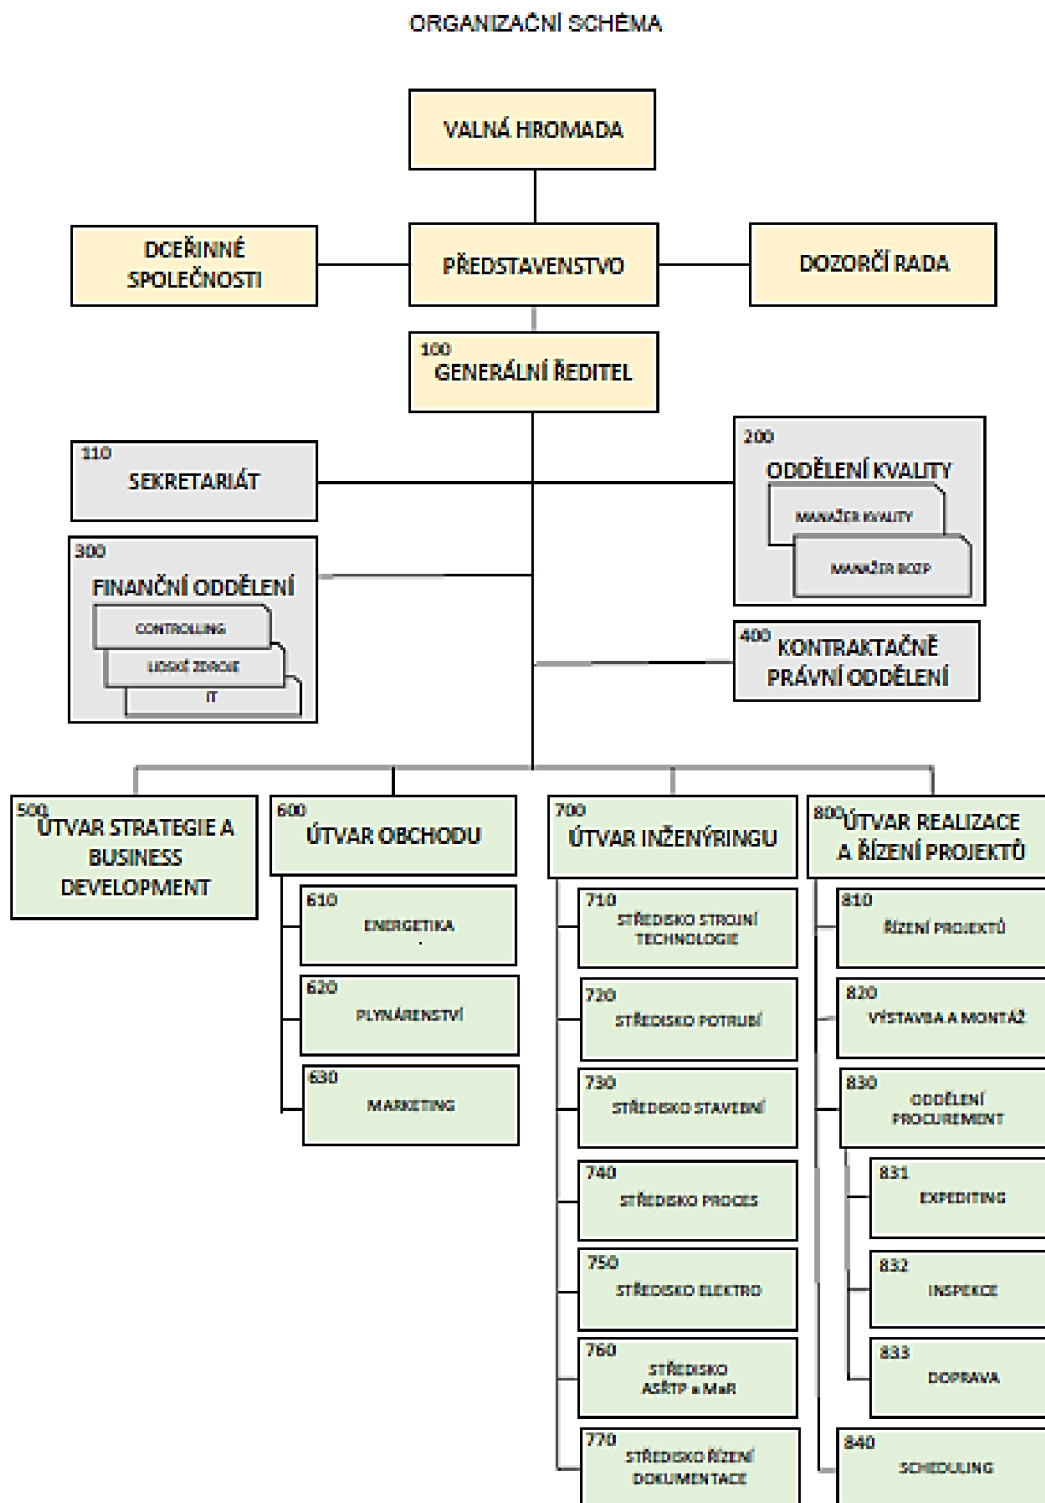 ORGANIZAČNÍ SCHÉMA
VALNÁ HROMADA
DCEŘINNÉ
SPOLEČNOSTI
PŘEDSTAVENSTVO
DOZORČÍ RADA
100
GENERÁLNÍ ŘEDITEL
110
SEKRETARIÁT
200
ODDĚLENÍ KVALITY
MANAŽER KVALITY
MANAŽER BOZP
300
FINANČNÍ ODDĚLENÍ
CONTROLLING
LIDSKÉ ZDROJE
IT
400
KONTRAKTAČNĚ
PRÁVNÍ ODDĚLENÍ
500
ÚTVAR STRATEGIE A
BUSINESS
DEVELOPMENT
600
ÚTVAR OBCHODU
610
ENERGETIKA
.
620
PLYNÁRENSTVÍ
630
MARKETING
700
ÚTVAR INŽENÝRINGU
710
STŘEDISKO STROJNÍ
TECHNOLOGIE
720
STŘEDISKO POTRUBÍ
730
STŘEDISKO STAVEBNÍ
740
STŘEDISKO PROCES
750
STŘEDISKO ELEKTRO
760
STŘEDISKO
ASŘTP a MaR
770
STŘEDISKO ŘÍZENÍ
DOKUMENTACE
800
ÚTVAR REALIZACE
A ŘÍZENÍ PROJEKTŮ
810
ŘÍZENÍ PROJEKTŮ
820
VÝSTAVBA A MONTÁŽ
830
ODDĚLENÍ
PROCUREMENT
831
EXPEDITING
832
INSPEKCE
833
DOPRAVA
840
SCHEDULING